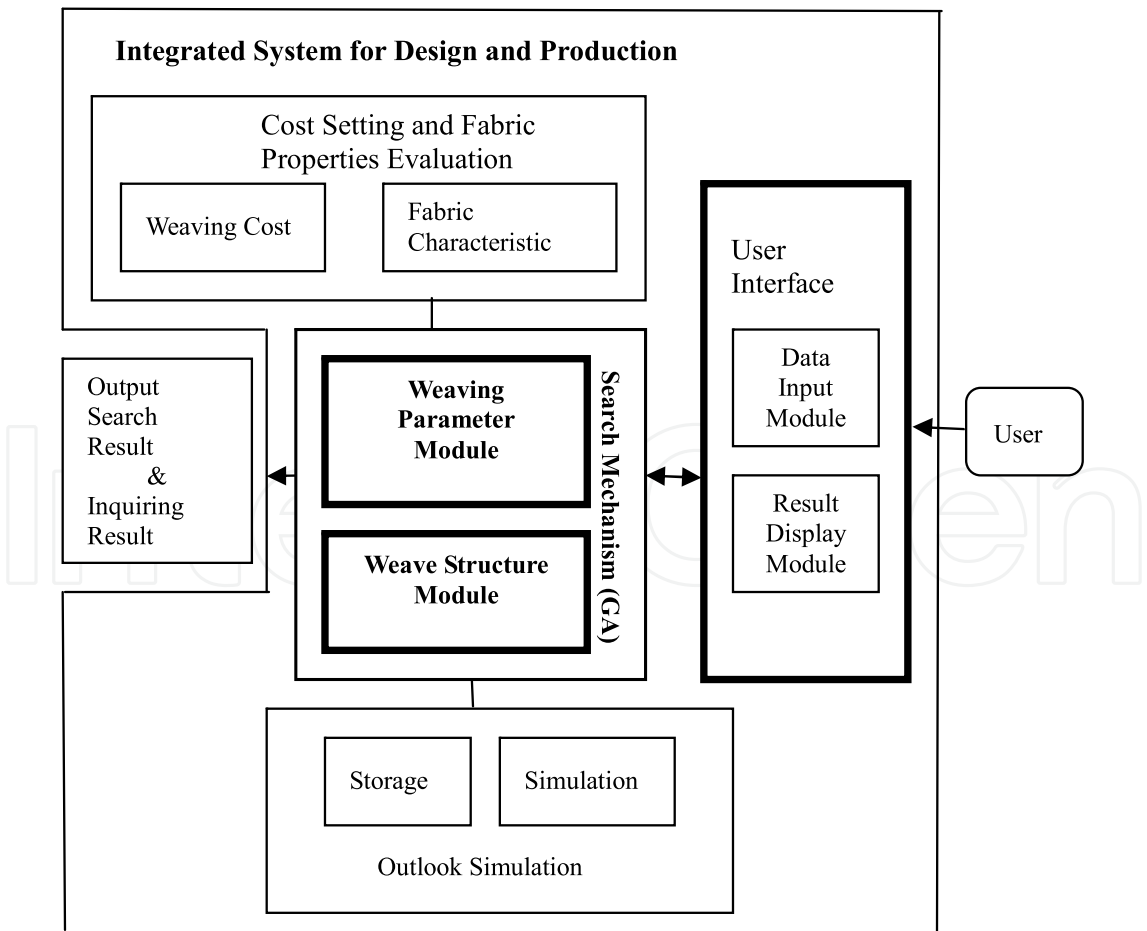 Integrated System for Design and Production
Cost Setting and Fabric
Properties Evaluation
Weaving Cost
Fabric
Characteristic
User
Interface
Data
Input
Module
Result
Display
Module
User
Output
Search
Result
&
Inquiring
Result
Weaving
Parameter
Module
Weave Structure
Module
Search Mechanism (GA)
Storage
Simulation
Outlook Simulation